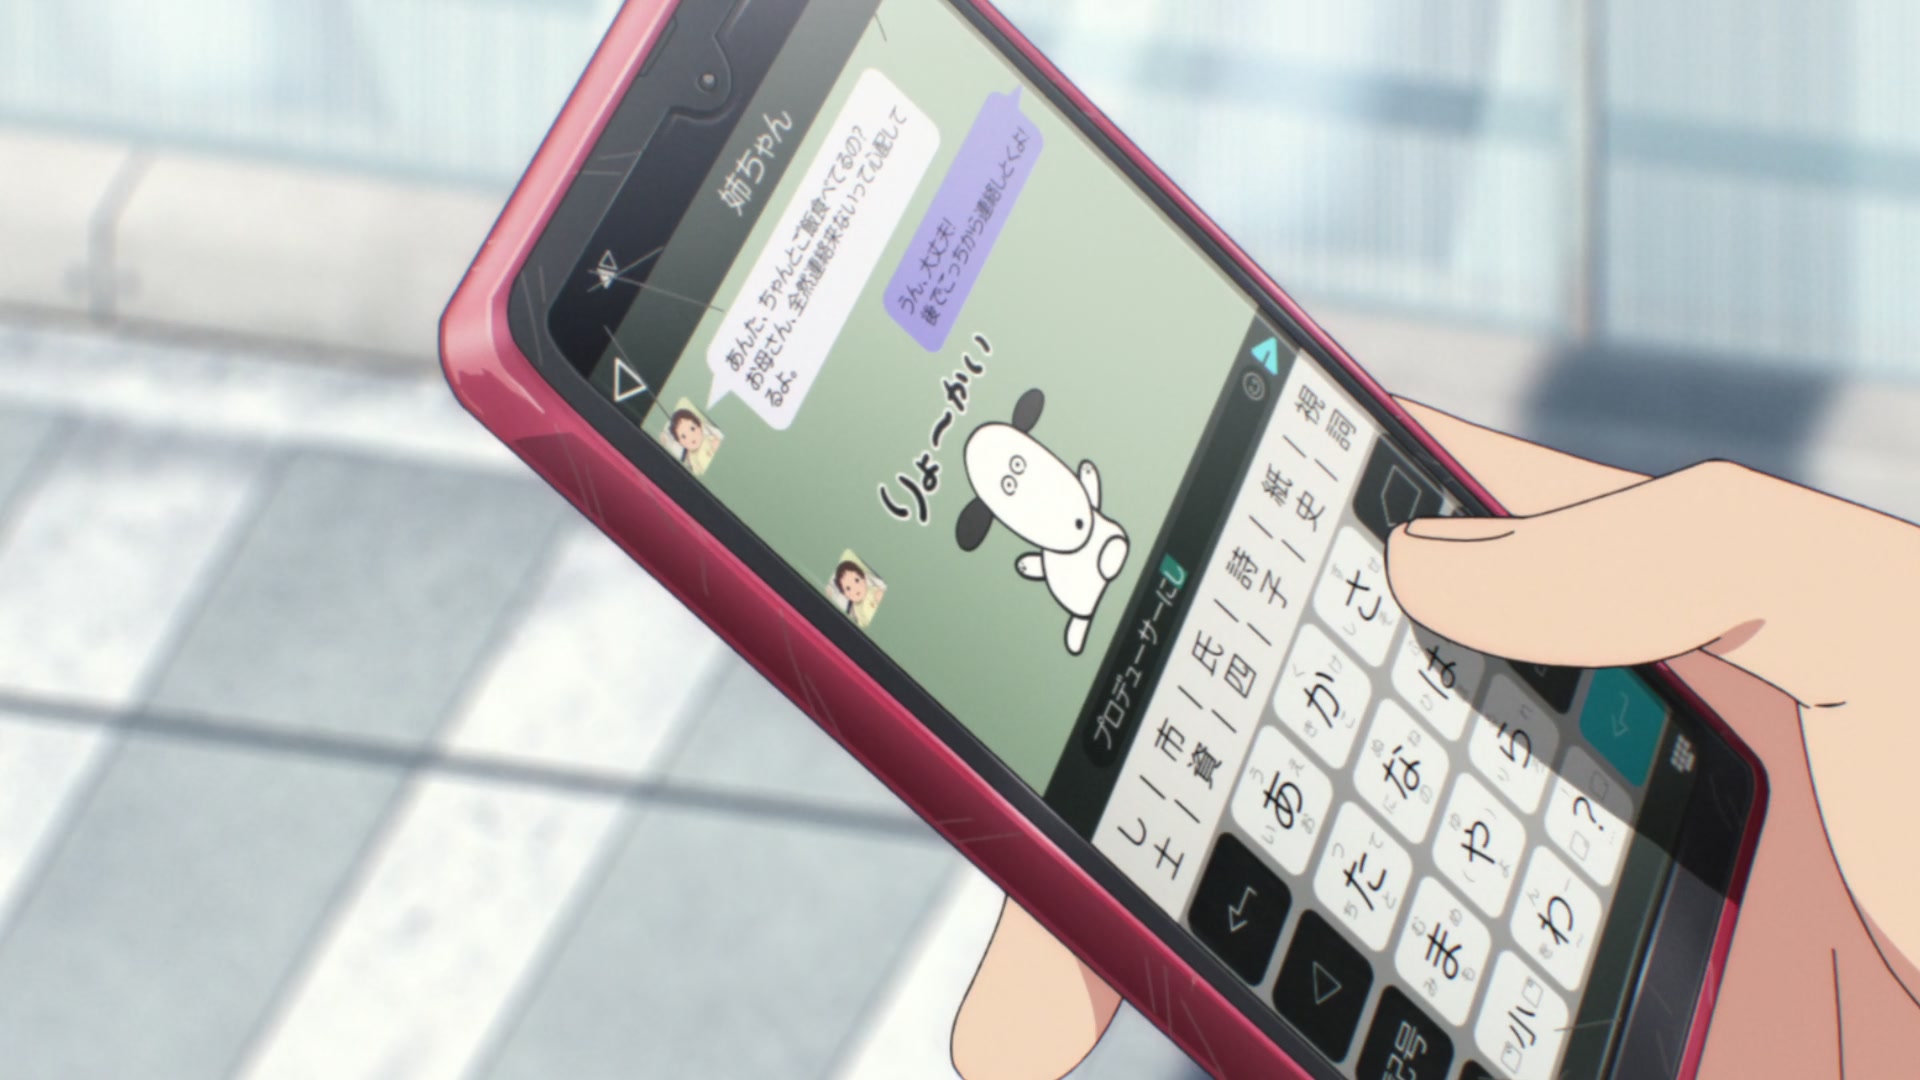 姉ちゃん
あんた、ちゃんとご飯食べてるの?
お母さん、全然連絡来ないって心配して
るよ。
うん、大丈夫!
後でこっちから連絡しとくよ!
りょ〜かい
プロデューサーにし
し | 市 | 氏 | 詩 | 紙 | 視
士 | 資 | 四 | 子 | 史 | 詞
あ か さ
た な は
ま や ら
記号
小 わ ?